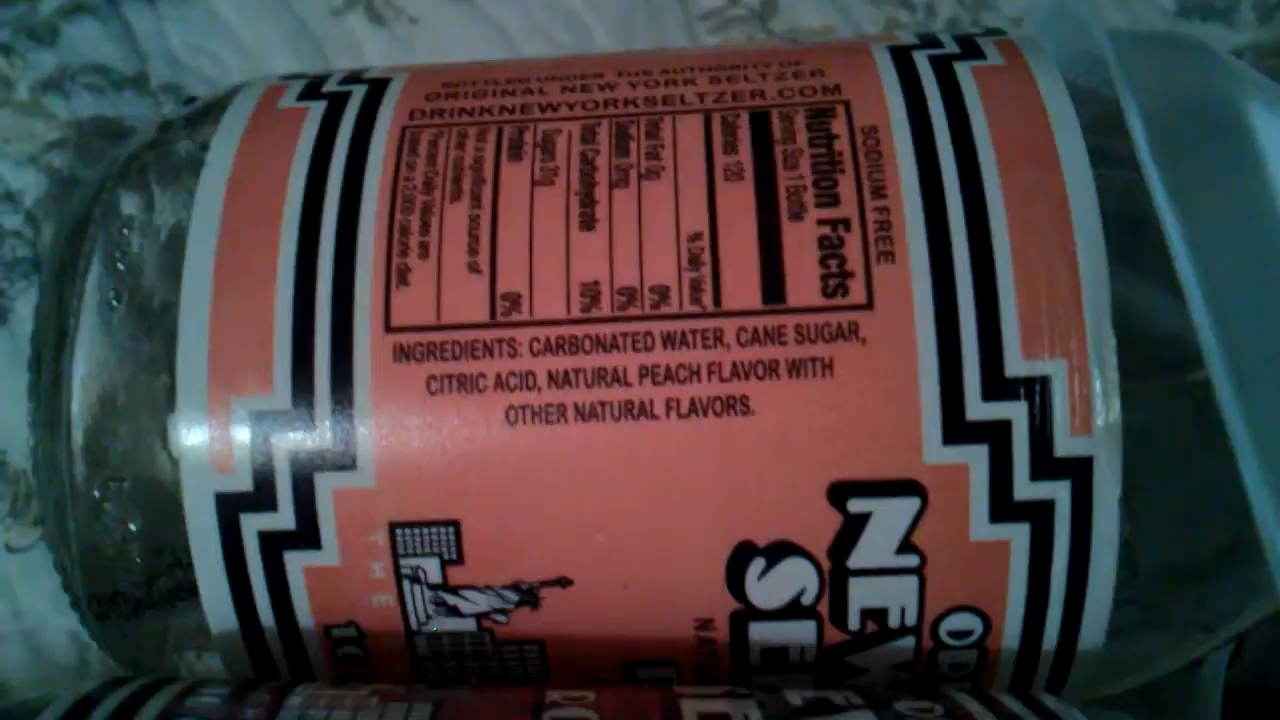 BOTTLED UNDER THE AUTHORITY OF
ORIGINAL NEW YORK SELTZER
DRINKNEWYORKSELTZER.COM
SODIUM FREE
Nutrition Facts
Serving Size 1 Bottle
Calories 120
% Daily Value*
Total Fat 0g 0%
Sodium 0mg 0%
Total Carbohydrate 10%
Sugars
Protein 0%
Not a significant source of
other nutrients.
*Percent Daily Values are
based on a 2,000 calorie diet.
INGREDIENTS: CARBONATED WATER, CANE SUGAR,
CITRIC ACID, NATURAL PEACH FLAVOR WITH
OTHER NATURAL FLAVORS.
NEW
THE